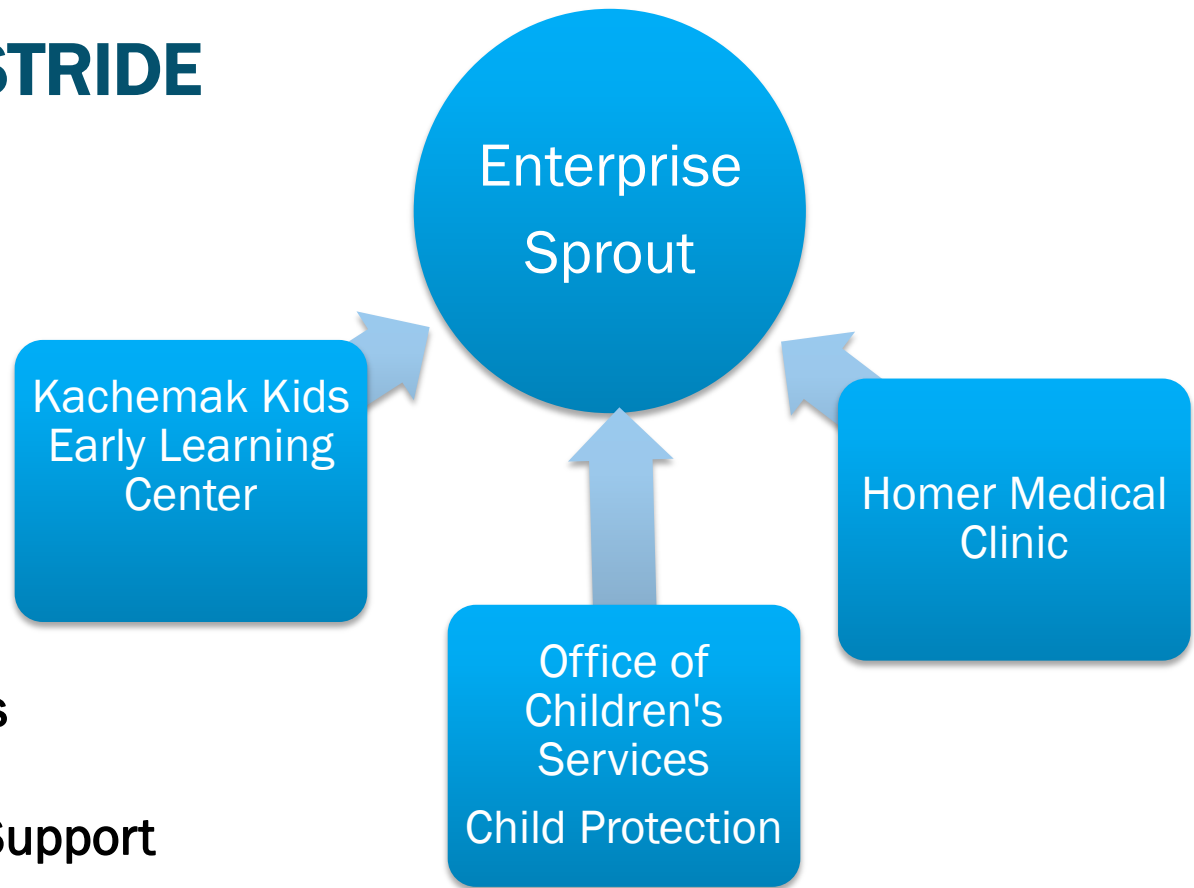 STRIDE
Enterprise
Sprout
Kachemak Kids
Early Learning
Center
Homer Medical
Clinic
Office of
Children's
Services
Child Protection
s
Support